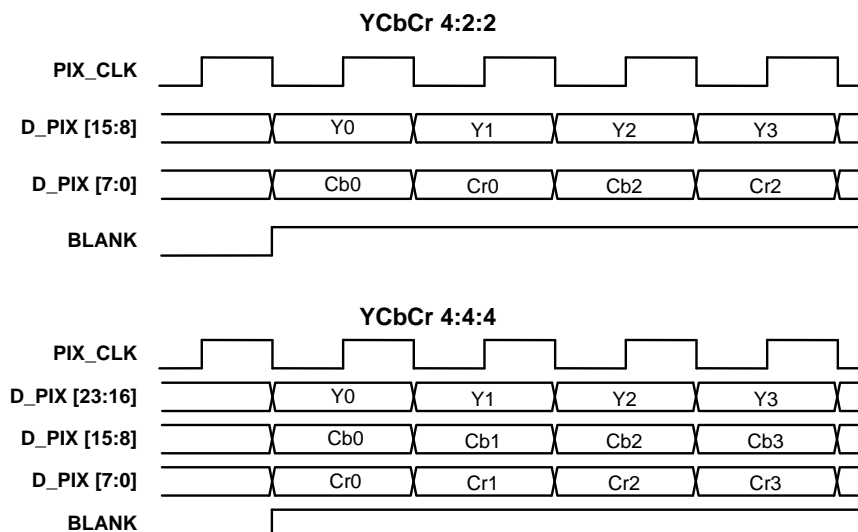 YCbCr 4:2:2
PIX_CLK
D_PIX [15:8] Y0 Y1 Y2 Y3
D_PIX [7:0] Cb0 Cr0 Cb2 Cr2
BLANK
YCbCr 4:4:4
PIX_CLK
D_PIX [23:16] Y0 Y1 Y2 Y3
D_PIX [15:8] Cb0 Cb1 Cb2 Cb3
D_PIX [7:0] Cr0 Cr1 Cr2 Cr3
BLANK